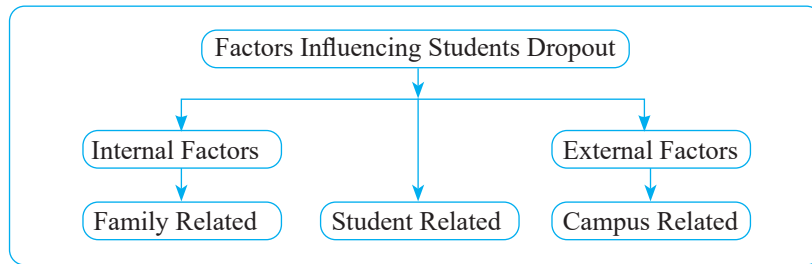 Factors Influencing Students Dropout
Internal Factors
External Factors
Family Related
Student Related
Campus Related